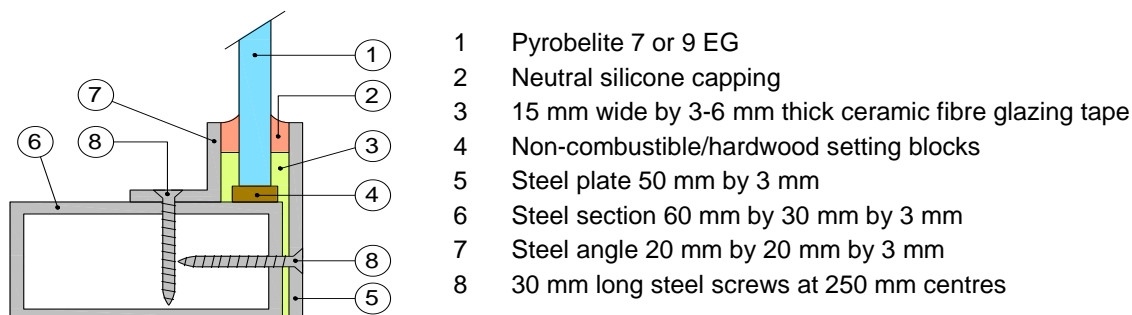 1
2
7
3
6
8
4
8
5
1 Pyrobelite 7 or 9 EG
2 Neutral silicone capping
3 15 mm wide by 3-6 mm thick ceramic fibre glazing tape
4 Non-combustible/hardwood setting blocks
5 Steel plate 50 mm by 3 mm
6 Steel section 60 mm by 30 mm by 3 mm
7 Steel angle 20 mm by 20 mm by 3 mm
8 30 mm long steel screws at 250 mm centres